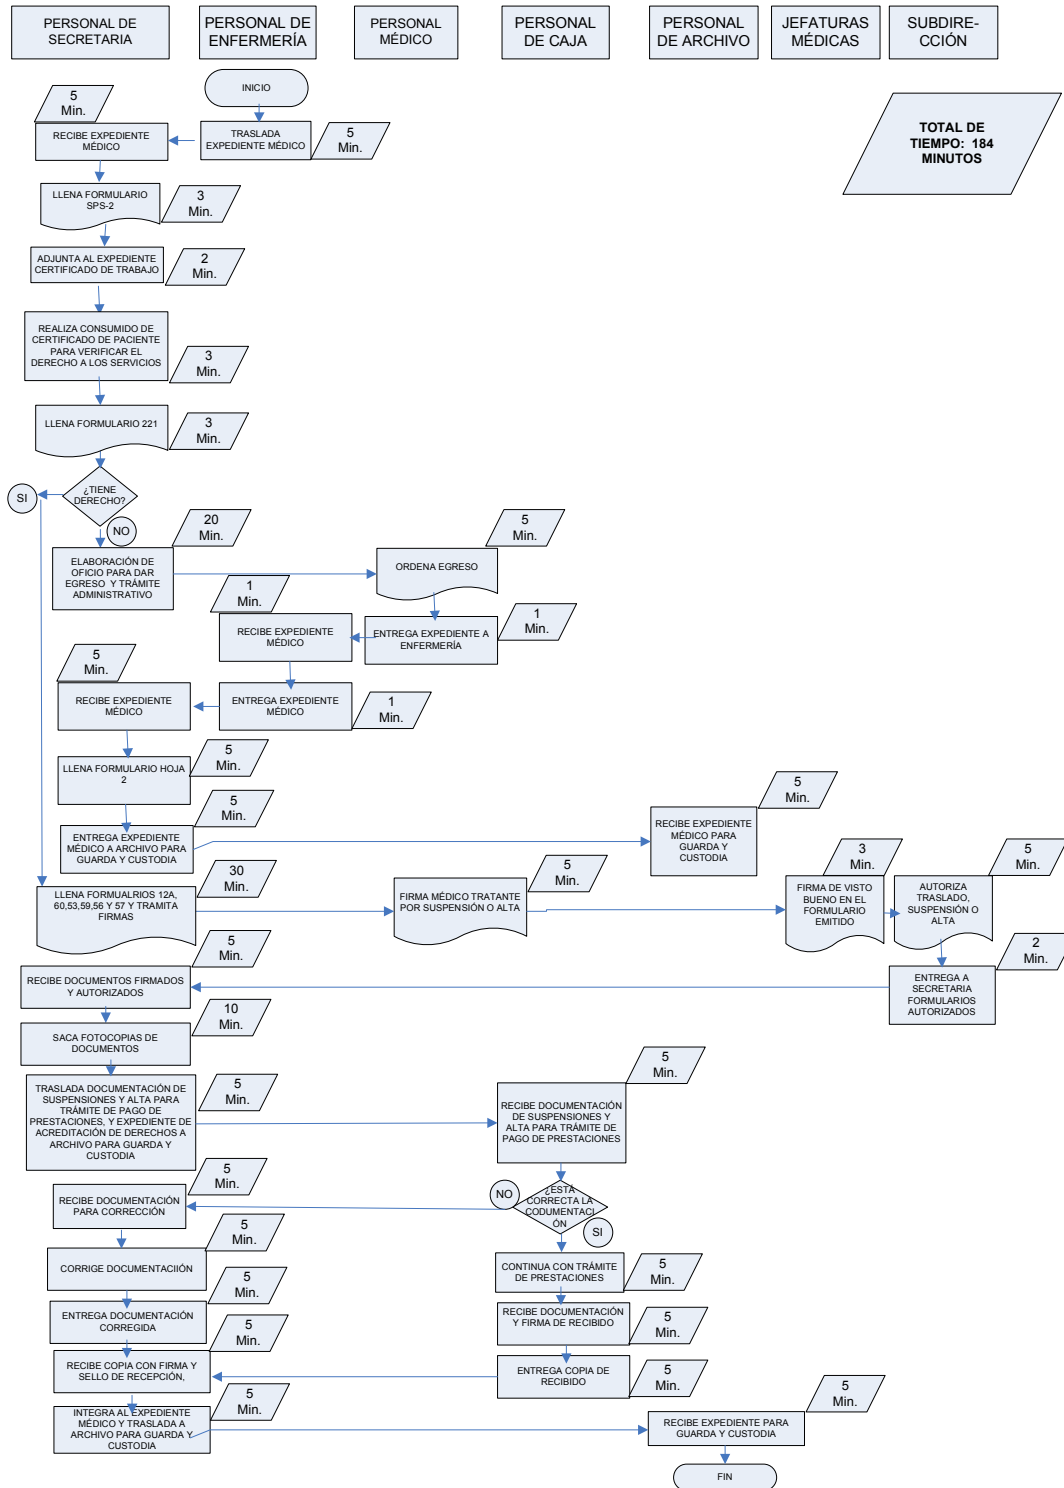 PERSONAL DE
SECRETARIA
PERSONAL DE
ENFERMERÍA
PERSONAL
MÉDICO
PERSONAL
DE CAJA
PERSONAL
DE ARCHIVO
JEFATURAS
MÉDICAS
SUBDIRE-
CCIÓN
INICIO
5
Min.
RECIBE EXPEDIENTE
MÉDICO
TRASLADA
EXPEDIENTE MÉDICO
5
Min.
TOTAL DE
TIEMPO: 184
MINUTOS
LLENA FORMULARIO
SPS-2
3
Min.
ADJUNTA AL EXPEDIENTE
CERTIFICADO DE TRABAJO
2
Min.
REALIZA CONSUMIDO DE
CERTIFICADO DE PACIENTE
PARA VERIFICAR EL
DERECHO A LOS SERVICIOS
3
Min.
LLENA FORMULARIO 221
3
Min.
¿TIENE
DERECHO?
SI
NO
20
Min.
ELABORACIÓN DE
OFICIO PARA DAR
EGRESO Y TRÁMITE
ADMINISTRATIVO
5
Min.
ORDENA EGRESO
1
Min.
RECIBE EXPEDIENTE
MÉDICO
ENTREGA EXPEDIENTE A
ENFERMERÍA
1
Min.
5
Min.
RECIBE EXPEDIENTE
MÉDICO
ENTREGA EXPEDIENTE
MÉDICO
1
Min.
LLENA FORMULARIO HOJA
2
5
Min.
ENTREGA EXPEDIENTE
MÉDICO A ARCHIVO PARA
GUARDA Y CUSTODIA
5
Min.
RECIBE EXPEDIENTE
MÉDICO PARA
GUARDA Y
CUSTODIA
5
Min.
LLENA FORMUALRIOS 12A,
60,53,59,56 Y 57 Y TRAMITA
FIRMAS
30
Min.
FIRMA MÉDICO TRATANTE
POR SUSPENSIÓN O ALTA
5
Min.
3
Min.
FIRMA DE VISTO
BUENO EN EL
FORMULARIO
EMITIDO
5
Min.
AUTORIZA
TRASLADO,
SUSPENSIÓN O
ALTA
2
Min.
ENTREGA A
SECRETARIA
FORMULARIOS
AUTORIZADOS
5
Min.
RECIBE DOCUMENTOS FIRMADOS
Y AUTORIZADOS
10
Min.
SACA FOTOCOPIAS DE
DOCUMENTOS
5
Min.
TRASLADA DOCUMENTACIÓN DE
SUSPENSIONES Y ALTA PARA
TRÁMITE DE PAGO DE
PRESTACIONES, Y EXPEDIENTE DE
ACREDITACIÓN DE DERECHOS A
ARCHIVO PARA GUARDA Y
CUSTODIA
5
Min.
RECIBE DOCUMENTACIÓN
DE SUSPENSIONES Y
ALTA PARA TRÁMITE DE
PAGO DE PRESTACIONES
5
Min.
RECIBE DOCUMENTACIÓN
PARA CORRECCIÓN
NO
¿ESTÁ
CORRECTA LA
CODUMENTACI
ÓN
SI
5
Min.
CORRIGE DOCUMENTACIIÓN
CONTINUA CON TRÁMITE
DE PRESTACIONES
5
Min.
5
Min.
ENTREGA DOCUMENTACIÓN
CORREGIDA
RECIBE DOCUMENTACIÓN
Y FIRMA DE RECIBIDO
5
Min.
5
Min.
RECIBE COPIA CON FIRMA Y
SELLO DE RECEPCIÓN,
ENTREGA COPIA DE
RECIBIDO
5
Min.
5
Min.
INTEGRA AL EXPEDIENTE
MÉDICO Y TRASLADA A
ARCHIVO PARA GUARDA Y
CUSTODIA
5
Min.
RECIBE EXPEDIENTE PARA
GUARDA Y CUSTODIA
FIN